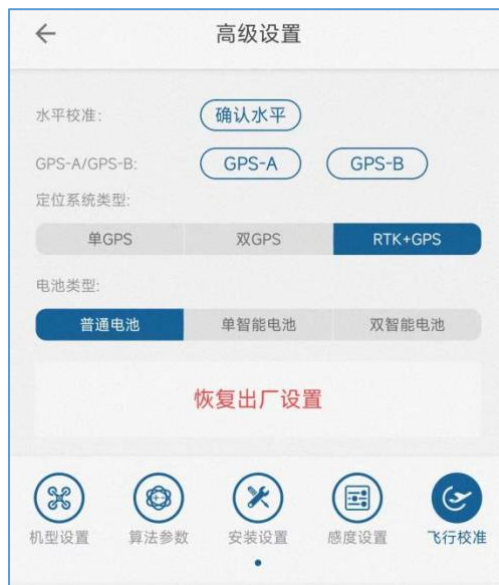 高级设置
水平校准: 确认水平
GPS-A/GPS-B: GPS-A GPS-B
定位系统类型:
单GPS 双GPS RTK+GPS
电池类型:
普通电池 单智能电池 双智能电池
恢复出厂设置
机型设置 算法参数 安装设置 感度设置 飞行校准